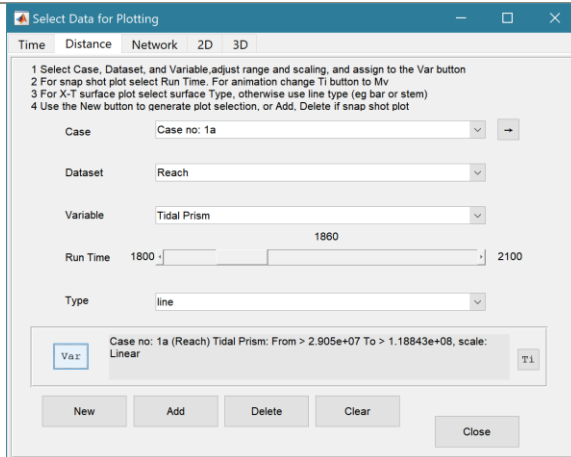 Select Data for Plotting
Time Distance Network 2D 3D
1 Select Case, Dataset, and Variable,adjust range and scaling, and assign to the Var button
2 For snap shot plot select Run Time. For animation change Ti button to Mv
3 For X-T surface plot select surface Type, otherwise use line type (eg bar or stem)
4 Use the New button to generate plot selection, or Add, Delete if snap shot plot
Case Case no: 1a →
Dataset Reach
Variable Tidal Prism
1860
Run Time 1800 2100
Type line
Var Case no: 1a (Reach) Tidal Prism: From > 2.905e+07 To > 1.18843e+08, scale:
Linear Ti
New Add Delete Clear
Close